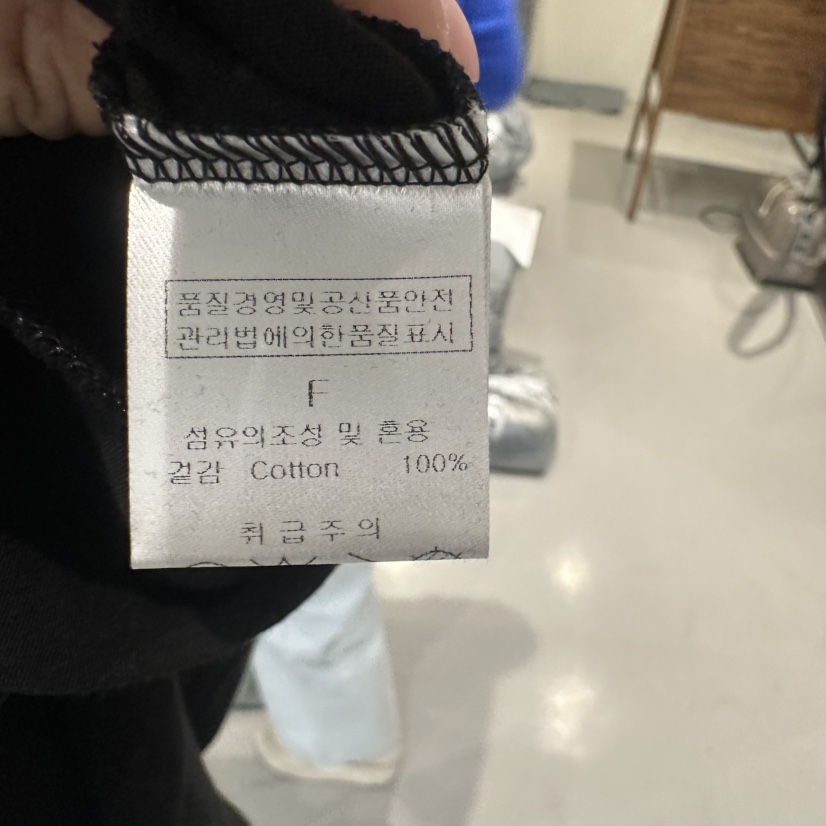 품질경영및공산품안전
관리법에의한품질표시
F
섬유의조성 및 혼용
겉감 Cotton 100%
취급주의